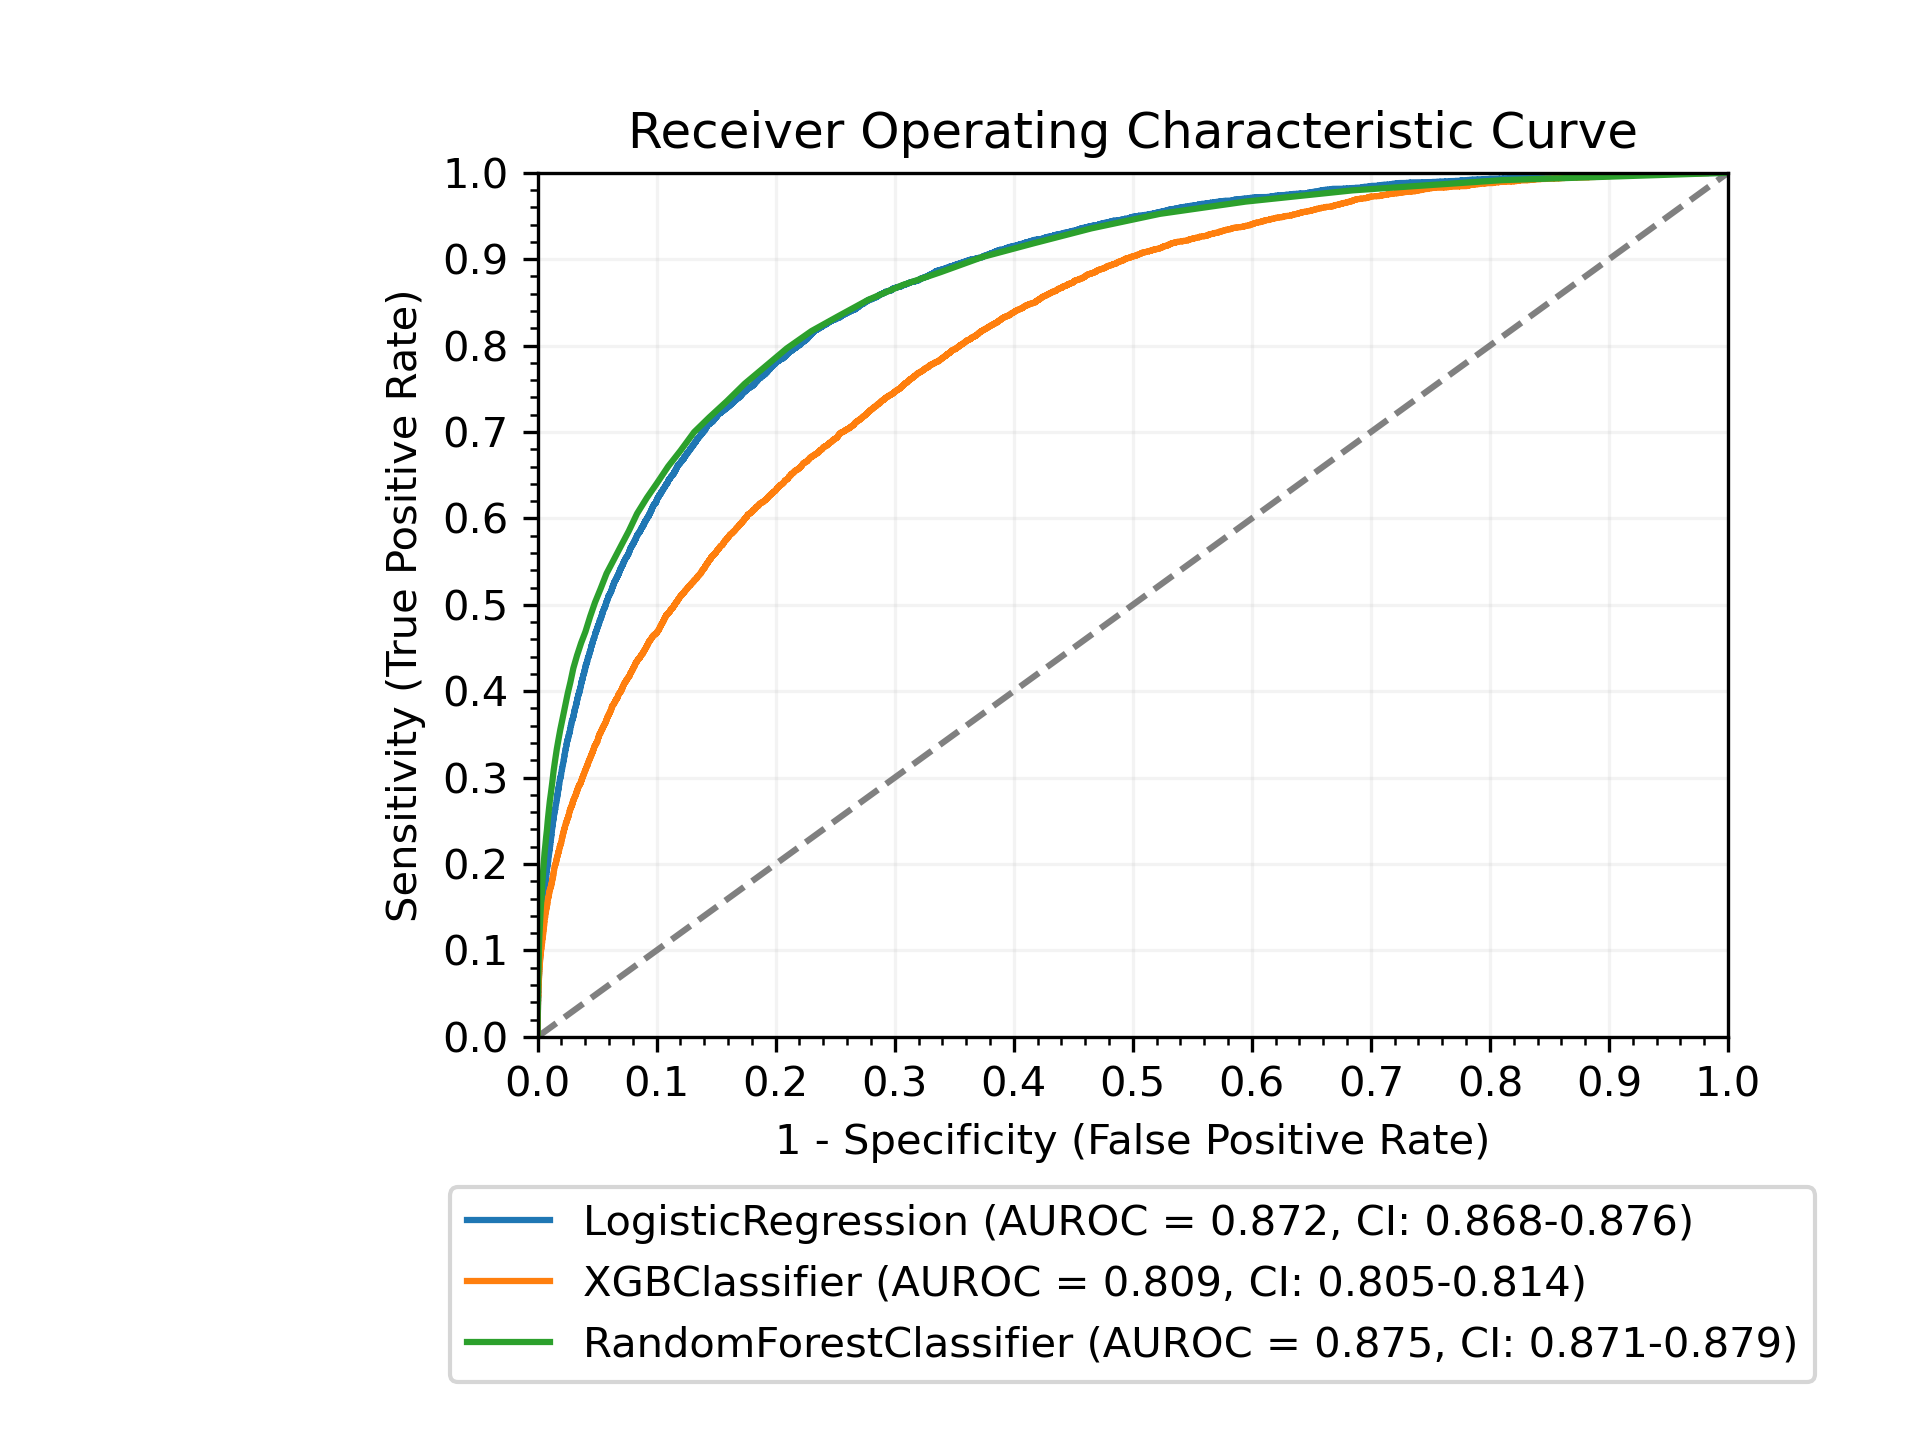 Receiver Operating Characteristic Curve
1.0
0.9
0.8
0.7
0.6
0.5
0.4
0.3
0.2
0.1
0.0
Sensitivity (True Positive Rate)
0.0 0.1 0.2 0.3 0.4 0.5 0.6 0.7 0.8 0.9 1.0
1 - Specificity (False Positive Rate)
LogisticRegression (AUROC = 0.872, CI: 0.868-0.876)
XGBClassifier (AUROC = 0.809, CI: 0.805-0.814)
RandomForestClassifier (AUROC = 0.875, CI: 0.871-0.879)